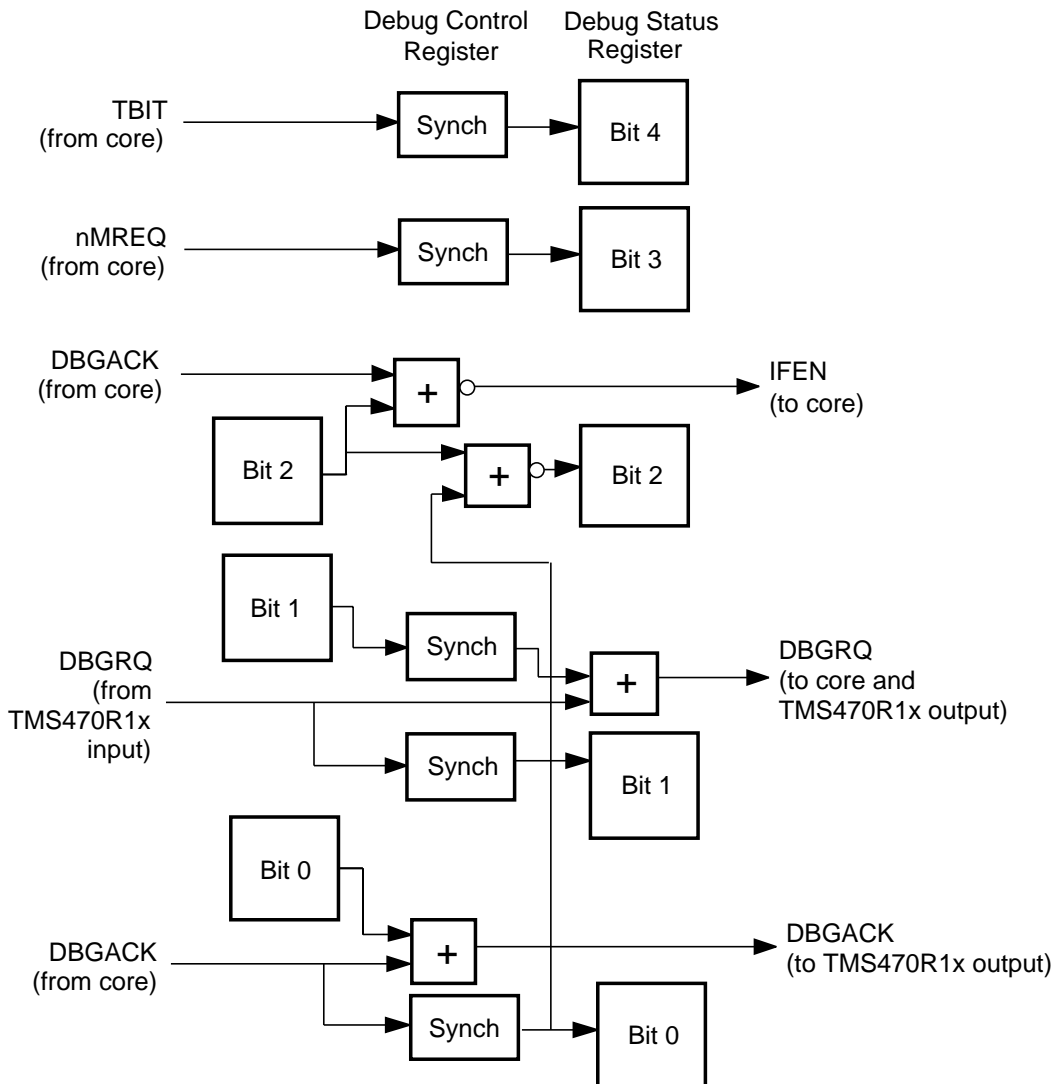 Debug Control
Register
Debug Status
Register
TBIT
(from core)
Synch
Bit 4
nMREQ
(from core)
Synch
Bit 3
DBGACK
(from core)
+
IFEN
(to core)
Bit 2
+
Bit 2
Bit 1
Synch
DBGRQ
(from
TMS470R1x
input)
+
DBGRQ
(to core and
TMS470R1x output)
Synch
Bit 1
Bit 0
DBGACK
(from core)
+
DBGACK
(to TMS470R1x output)
Synch
Bit 0